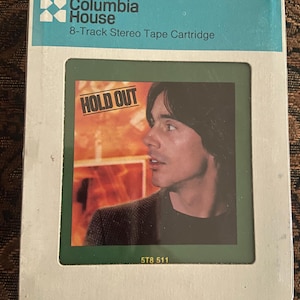 Columbia
House
8-Track Stereo Tape Cartridge
HOLD OUT
5T8 511